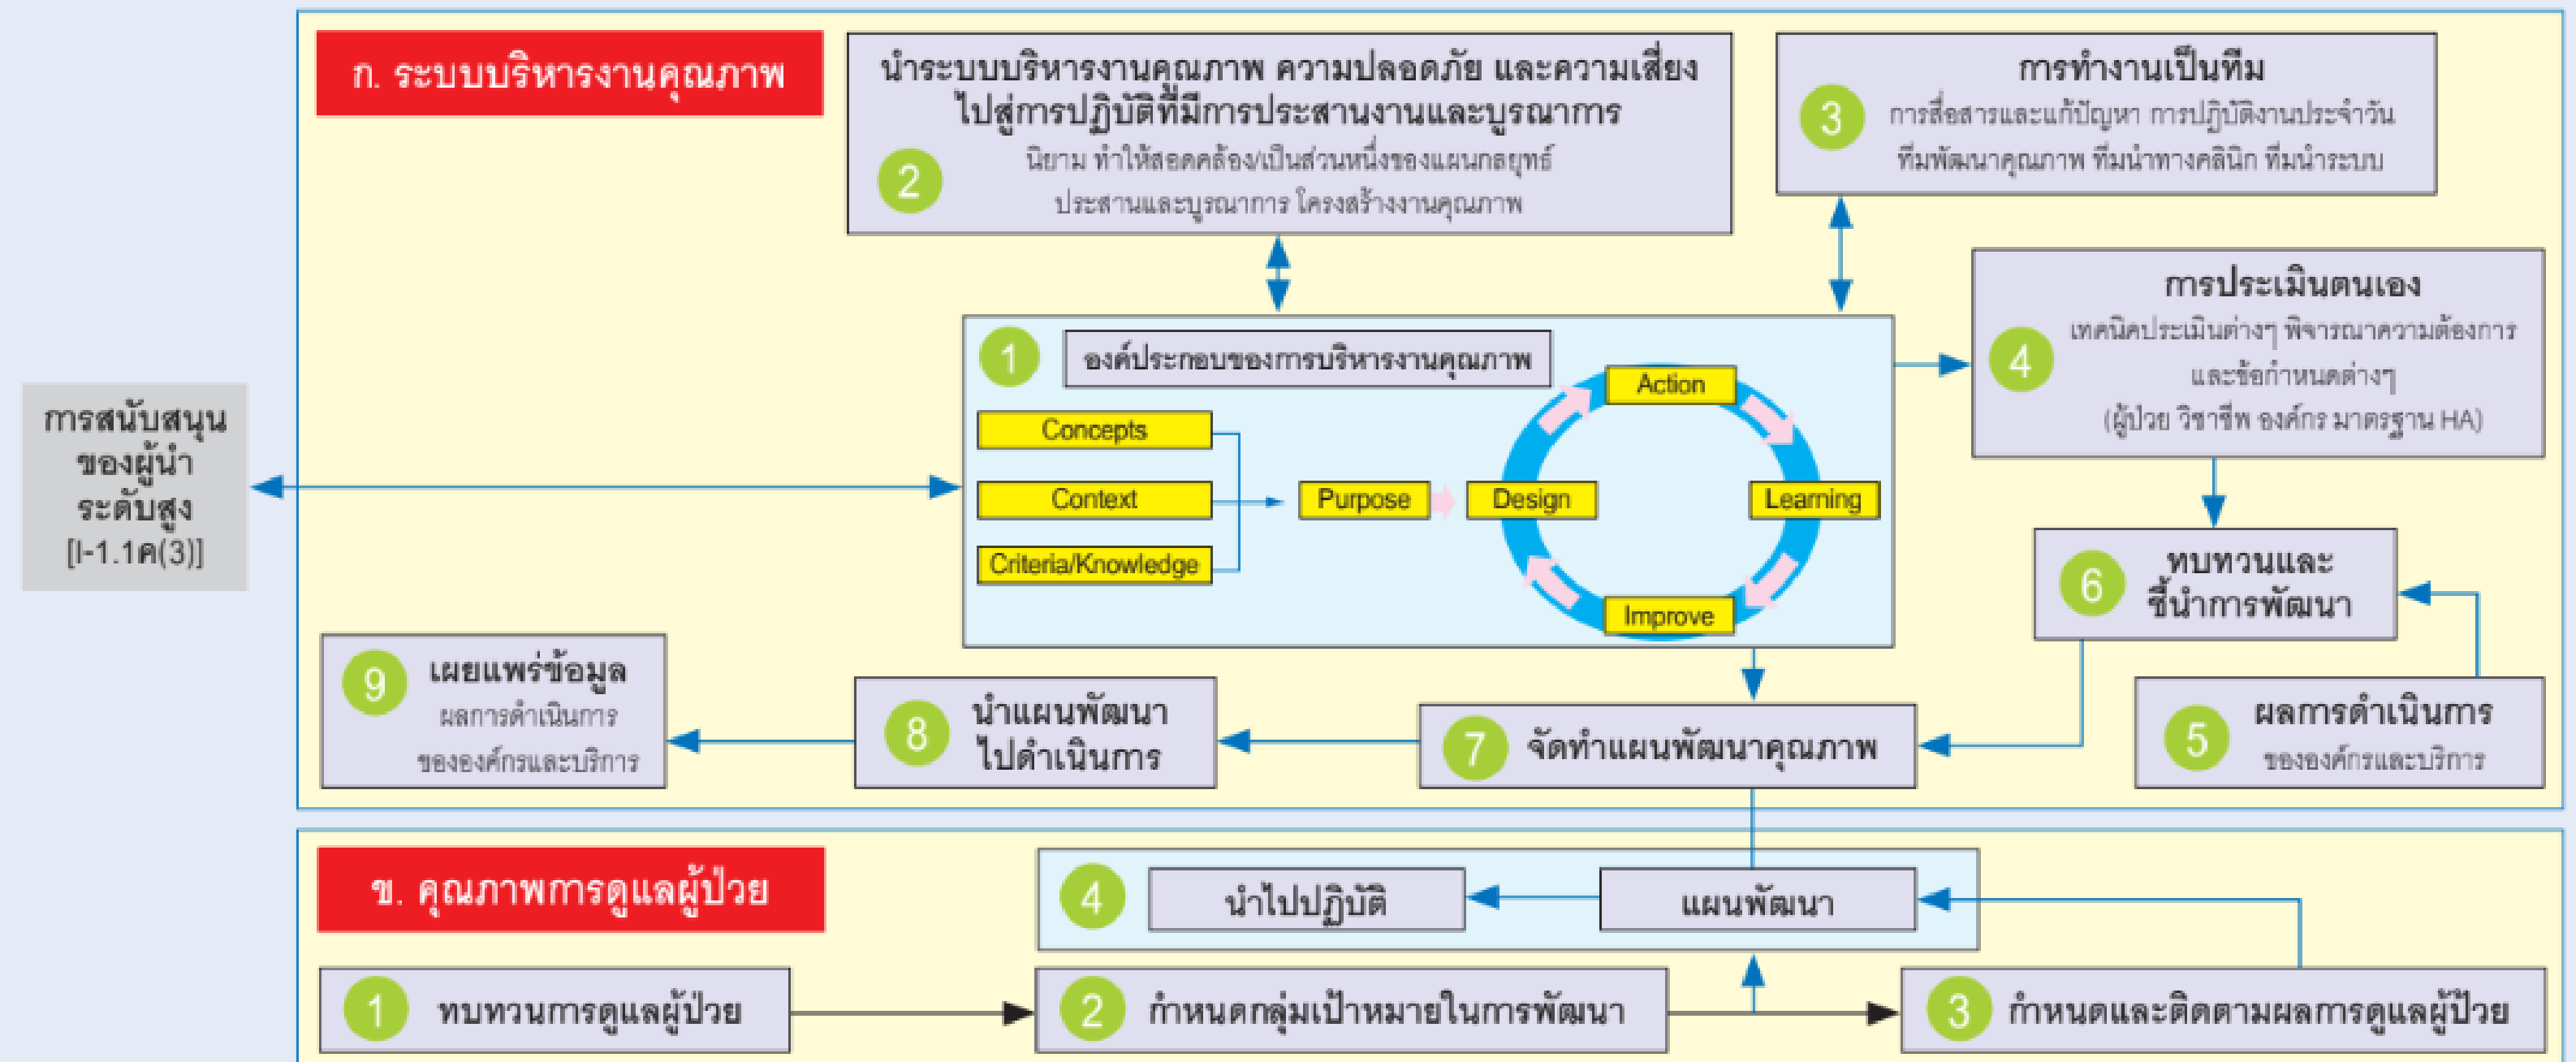 ก. ระบบบริหารงานคุณภาพ
2
นำระบบบริหารงานคุณภาพ ความปลอดภัย และความเสี่ยง
ไปสู่การปฏิบัติที่มีการประสานงานและบูรณาการ
นิยาม ทำให้สอดคล้อง/เป็นส่วนหนึ่งของแผนกลยุทธ์
ประสานและบูรณาการ โครงสร้างงานคุณภาพ
3
การทำงานเป็นทีม
การสื่อสารและแก้ปัญหา การปฏิบัติงานประจำวัน
ทีมพัฒนาคุณภาพ ทีมนำทางคลินิก ทีมนำระบบ
4
การประเมินตนเอง
เทคนิคประเมินต่างๆ พิจารณาความต้องการ
และข้อกำหนดต่างๆ
(ผู้ป่วย วิชาชีพ องค์กร มาตรฐาน HA)
การสนับสนุน
ของผู้นำ
ระดับสูง
[I-1.1ค(3)]
1
องค์ประกอบของการบริหารงานคุณภาพ
Concepts
Context
Criteria/Knowledge
Purpose
Design
Action
Learning
Improve
6
ทบทวนและ
ชี้นำการพัฒนา
5
ผลการดำเนินการ
ขององค์กรและบริการ
7
จัดทำแผนพัฒนาคุณภาพ
8
นำแผนพัฒนา
ไปดำเนินการ
9
เผยแพร่ข้อมูล
ผลการดำเนินการ
ขององค์กรและบริการ
ข. คุณภาพการดูแลผู้ป่วย
4
นำไปปฏิบัติ
แผนพัฒนา
1
ทบทวนการดูแลผู้ป่วย
2
กำหนดกลุ่มเป้าหมายในการพัฒนา
3
กำหนดและติดตามผลการดูแลผู้ป่วย